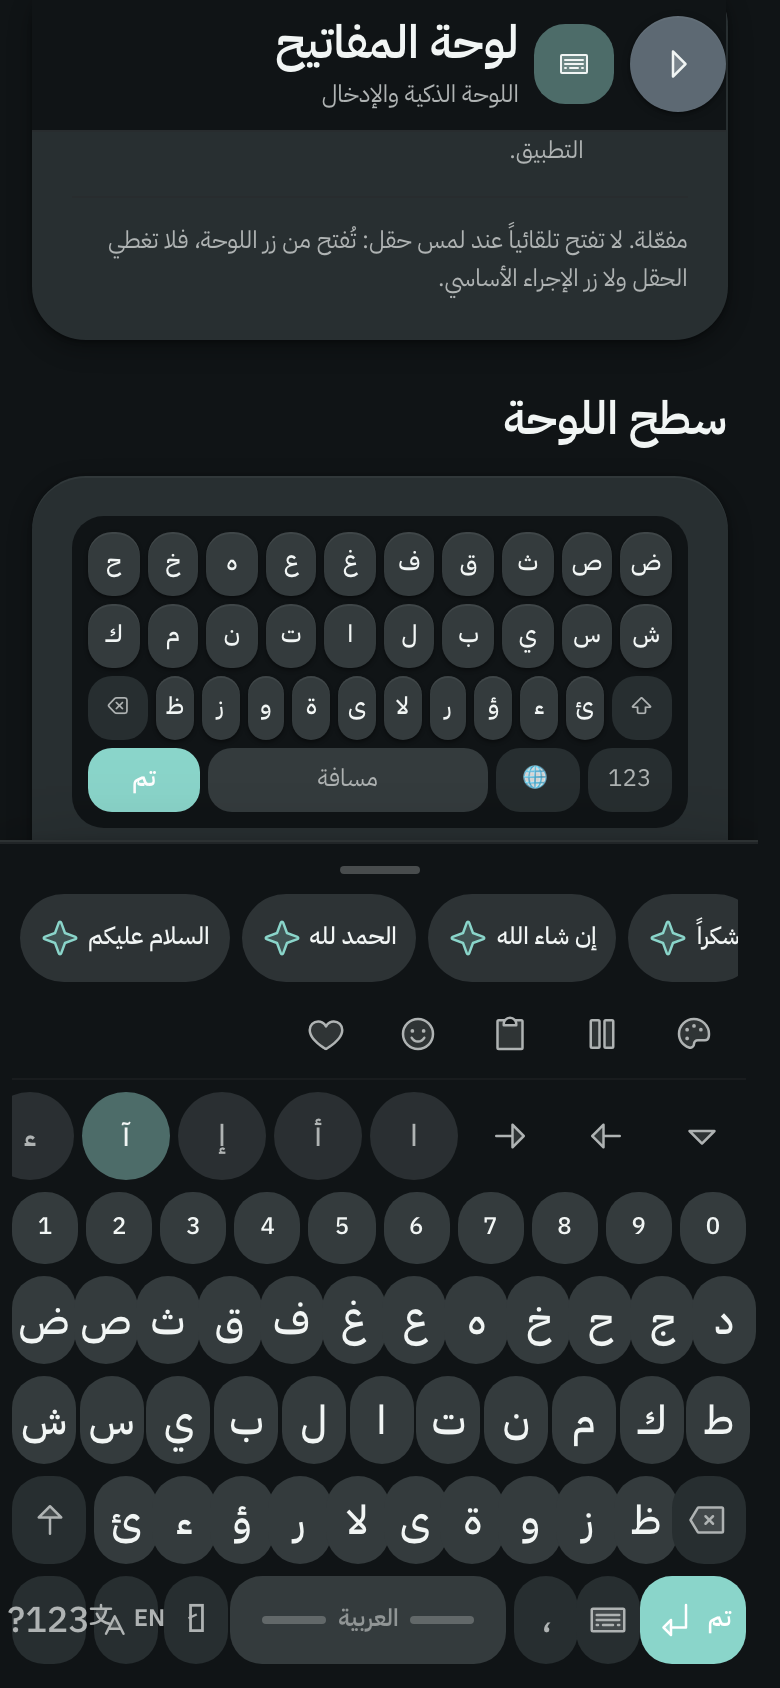 لوحة المفاتيح
اللوحة الذكية والإدخال
التطبيق.
مفعّلة. لا تفتح تلقائياً عند لمس حقل: تُفتح من زر اللوحة، فلا تغطي
الحقل ولا زر الإجراء الأساسي.
سطح اللوحة
ض ص ث ق ف غ ع ه خ ح
ش س ي ب ل ا ت ن م ك
ئ ء ؤ ر لا ى ة و ز ظ
123 مسافة تم
شكراً إن شاء الله الحمد لله السلام عليكم
ا أ إ آ ء
1 2 3 4 5 6 7 8 9 0
ض ص ث ق ف غ ع ه خ ح ج د
ش س ي ب ل ا ت ن م ك ط
ئ ء ؤ ر لا ى ة و ز ظ
?123 文A EN العربية ، تم